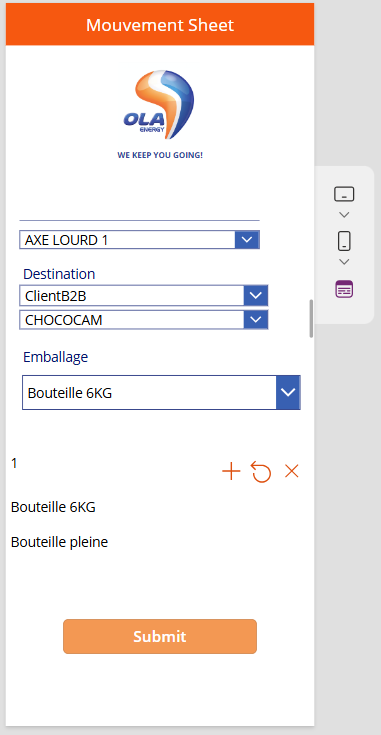 Mouvement Sheet
OLA
ENERGY
WE KEEP YOU GOING!
AXE LOURD 1
Destination
ClientB2B
CHOCOCAM
Emballage
Bouteille 6KG
1
Bouteille 6KG
Bouteille pleine
Submit